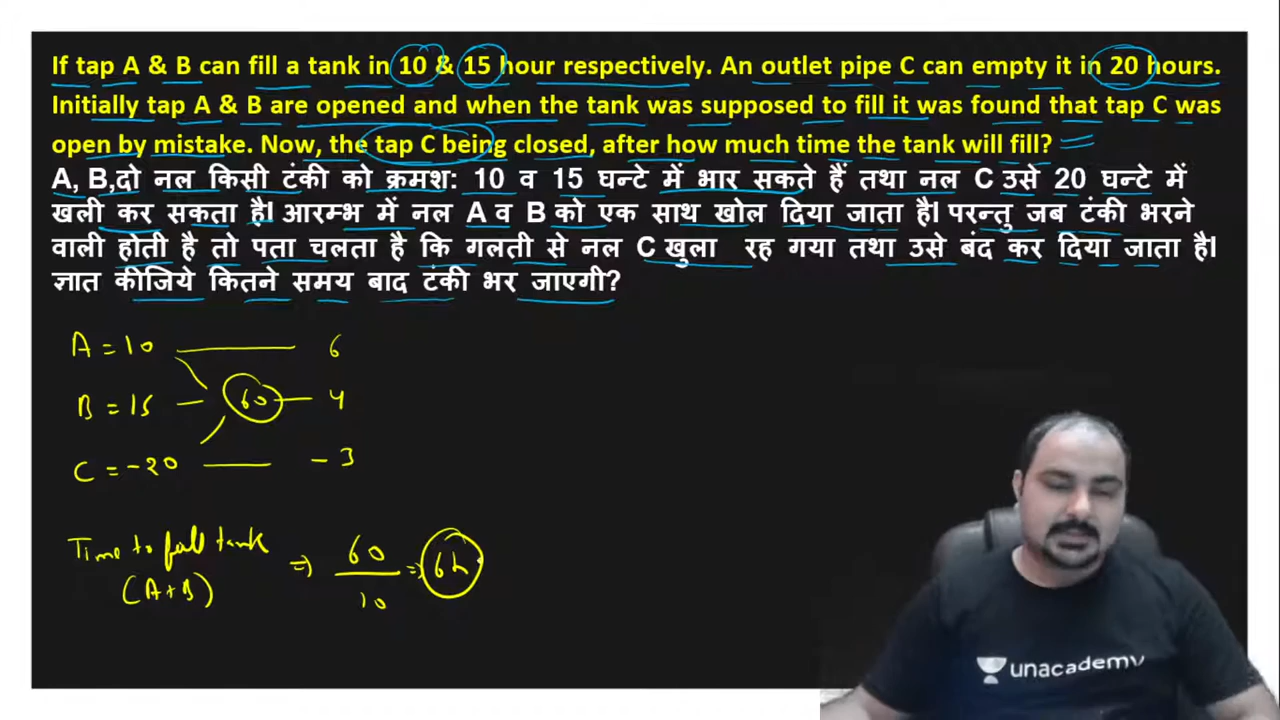 If tap A & B can fill a tank in 10 & 15 hour respectively. An outlet pipe C can empty it in 20 hours.
Initially tap A & B are opened and when the tank was supposed to fill it was found that tap C was
open by mistake. Now, the tap C being closed, after how much time the tank will fill?
A, B,दो नल किसी टंकी को क्रमश: 10 व 15 घन्टे में भार सकते हैं तथा नल C उसे 20 घन्टे में
खली कर सकता है। आरम्भ में नल A व B को एक साथ खोल दिया जाता है। परन्तु जब टंकी भरने
वाली होती है तो पता चलता है कि गलती से नल C खुला रह गया तथा उसे बंद कर दिया जाता है।
ज्ञात कीजिये कितने समय बाद टंकी भर जाएगी?
A = 10 6
B = 15 60 4
C = -20 - 3
Time to full tank ⇒ 60/10 ⇒ 6h
(A+B)
unacademy